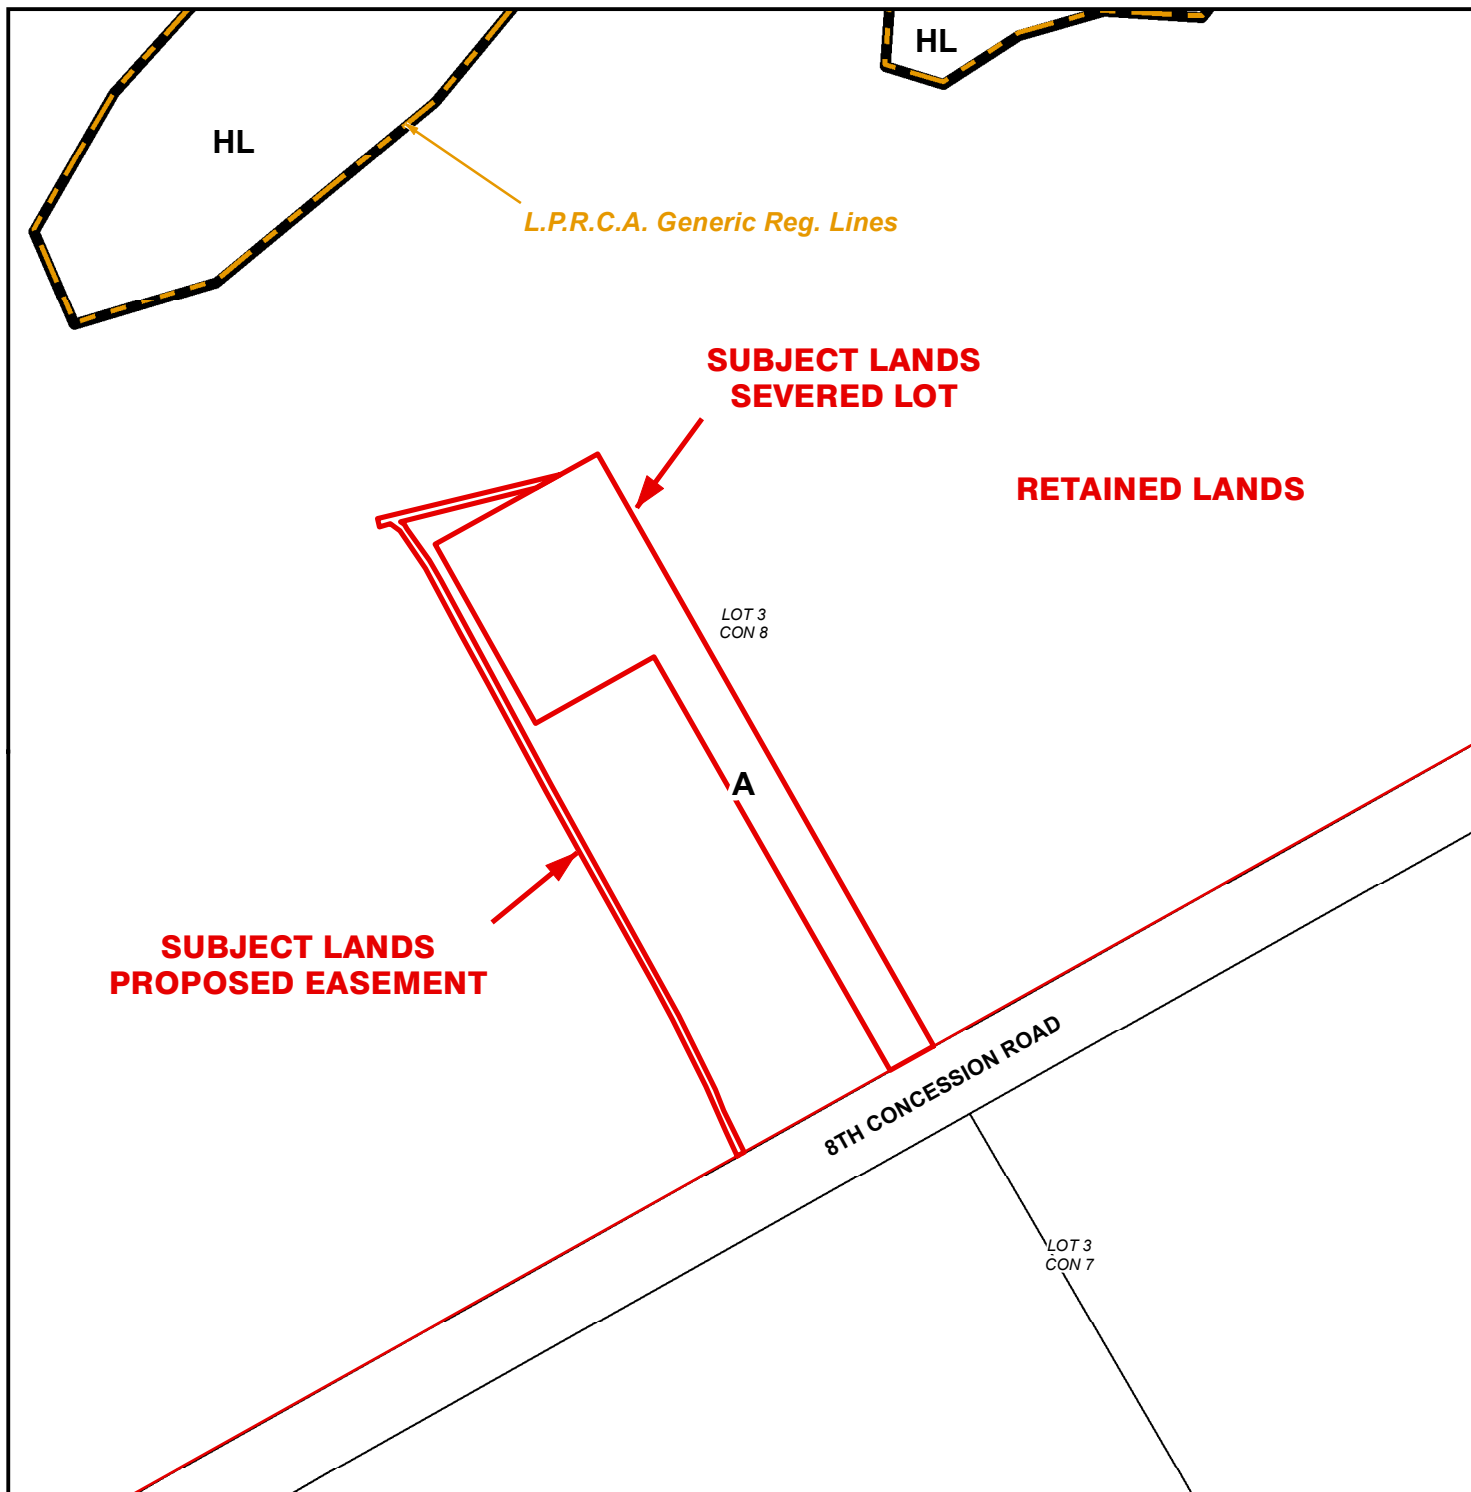 HL
HL
L.P.R.C.A. Generic Reg. Lines
SUBJECT LANDS
SEVERED LOT
RETAINED LANDS
LOT 3
CON 8
A
SUBJECT LANDS
PROPOSED EASEMENT
8TH CONCESSION ROAD
LOT 3
CON 7